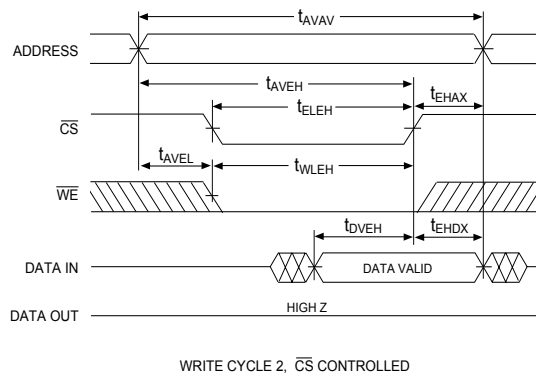 tAVAV
ADDRESS
tAVEH
tELEH
tEHAX
CS
tAVEL
tWLEH
WE
tDVEH
tEHDX
DATA IN
DATA VALID
DATA OUT
HIGH Z
WRITE CYCLE 2, CS CONTROLLED